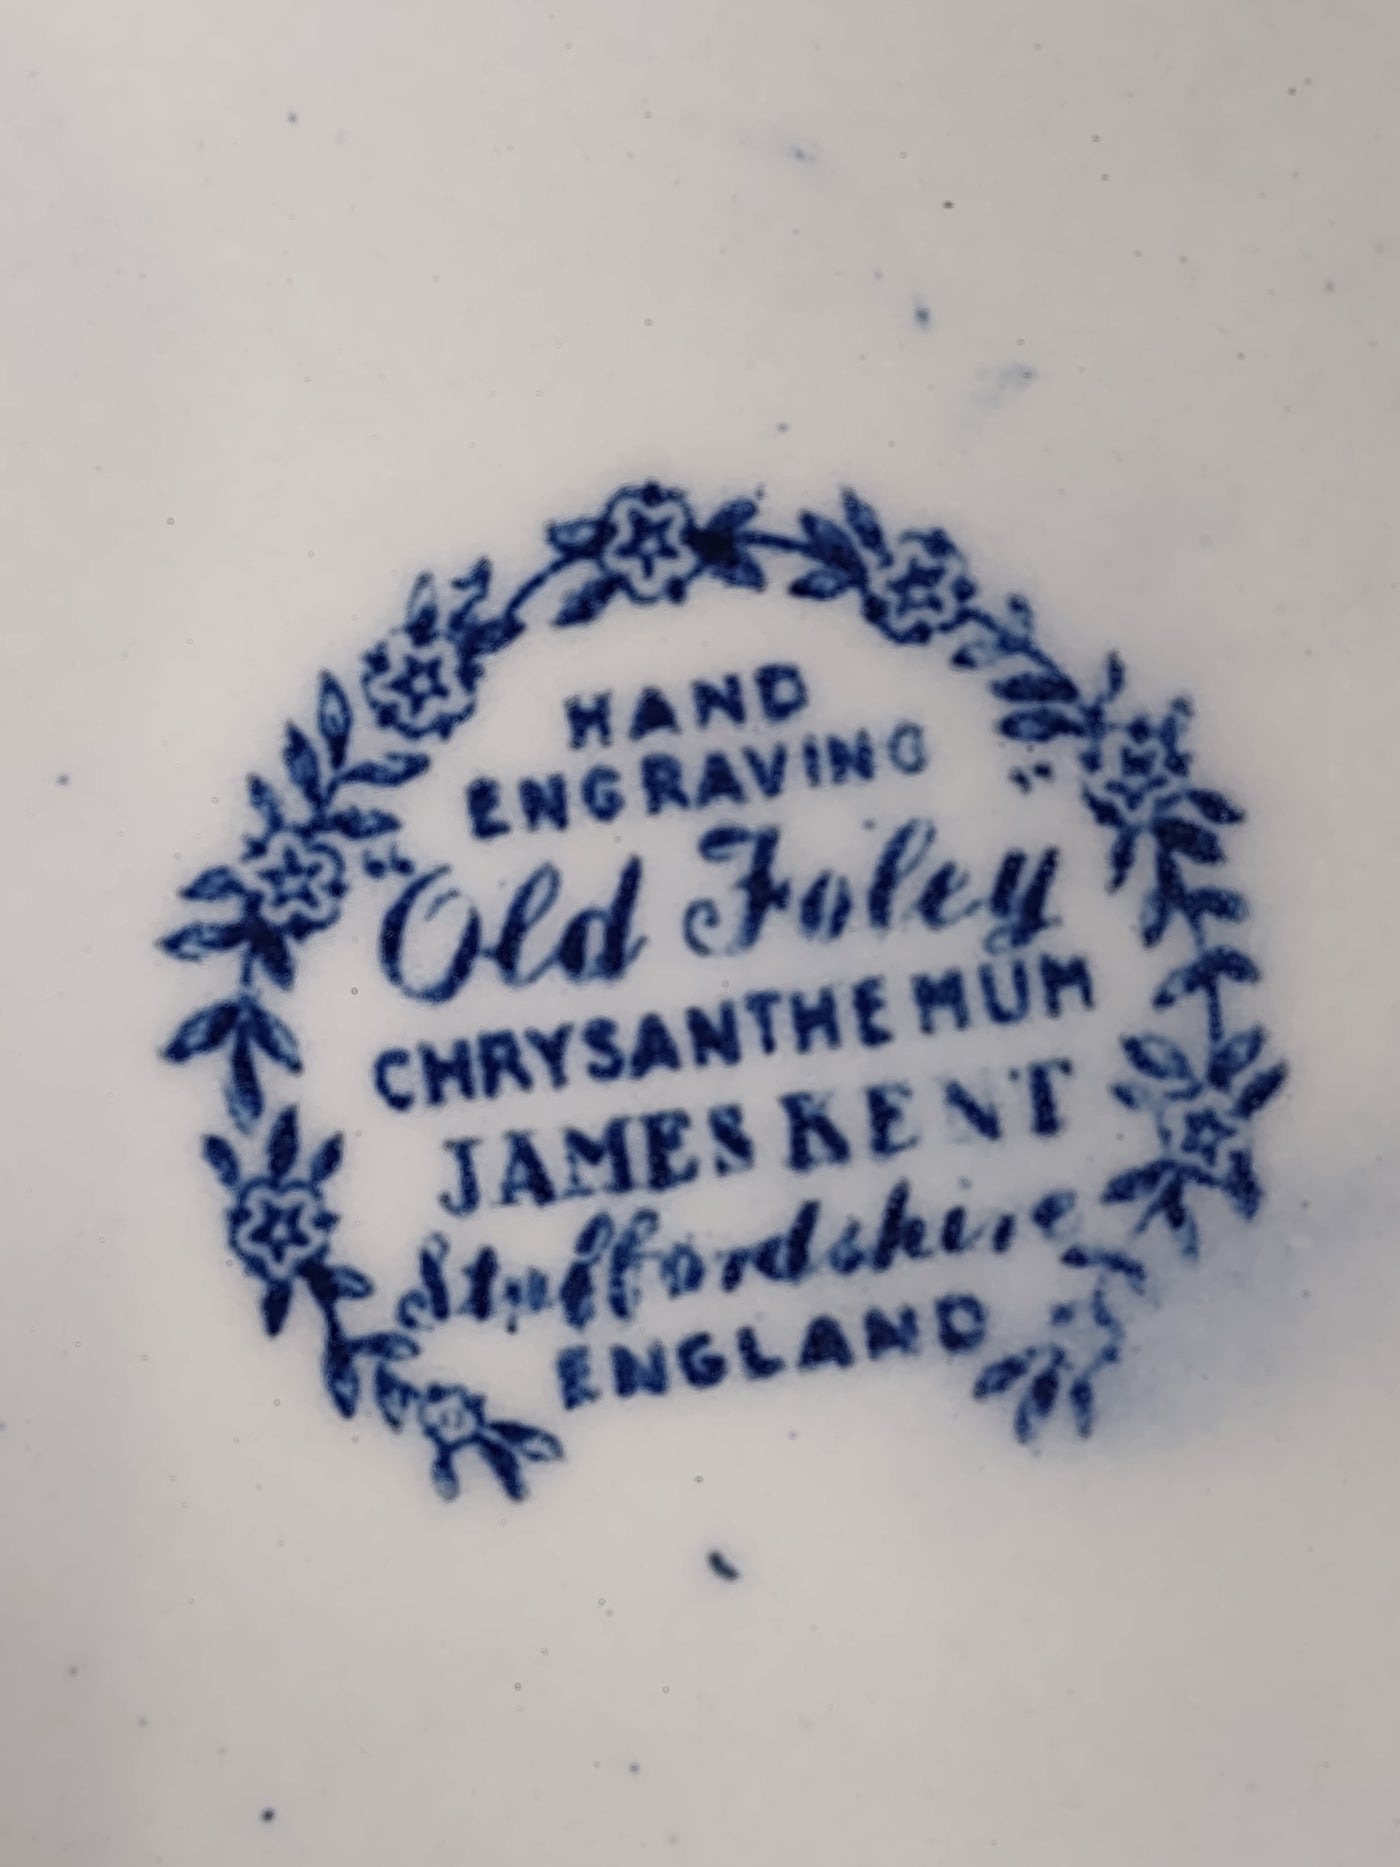 HAND
ENGRAVING
"Old Foley"
CHRYSANTHEMUM
JAMES KENT
Staffordshire
ENGLAND